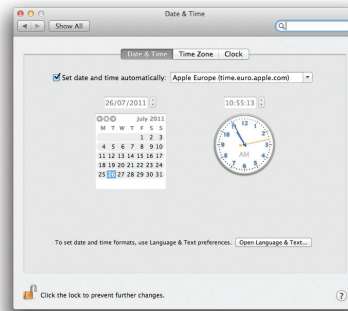 Date & Time
Show All
Date & Time Time Zone Clock
Set date and time automatically: Apple Europe (time.euro.apple.com)
26/07/2011 10:55:13
July 2011
M T W T F S S
1 2 3
4 5 6 7 8 9 10
11 12 13 14 15 16 17
18 19 20 21 22 23 24
25 26 27 28 29 30 31
12
11 1
10 2
9 3
AM
8 4
7 5
6
To set date and time formats, use Language & Text preferences. Open Language & Text...
Click the lock to prevent further changes. ?